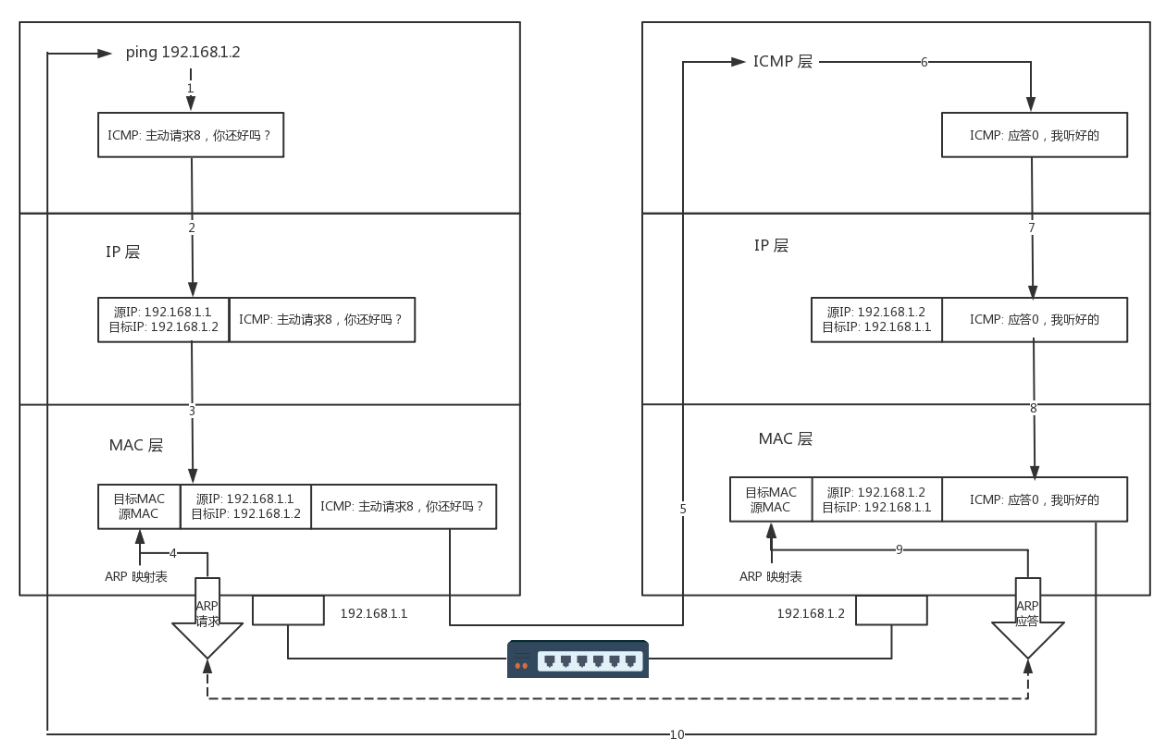 ping 192.168.1.2
1
ICMP: 主动请求8，你还好吗？
2
IP 层
源IP: 192.168.1.1
目标IP: 192.168.1.2
ICMP: 主动请求8，你还好吗？
3
MAC 层
目标MAC
源MAC
源IP: 192.168.1.1
目标IP: 192.168.1.2
ICMP: 主动请求8，你还好吗？
4
ARP 映射表
ARP
请求
192.168.1.1
5
ICMP 层
6
ICMP: 应答0，我听好的
7
IP 层
源IP: 192.168.1.2
目标IP: 192.168.1.1
ICMP: 应答0，我听好的
8
MAC 层
目标MAC
源MAC
源IP: 192.168.1.2
目标IP: 192.168.1.1
ICMP: 应答0，我听好的
9
ARP 映射表
192.168.1.2
ARP
应答
10